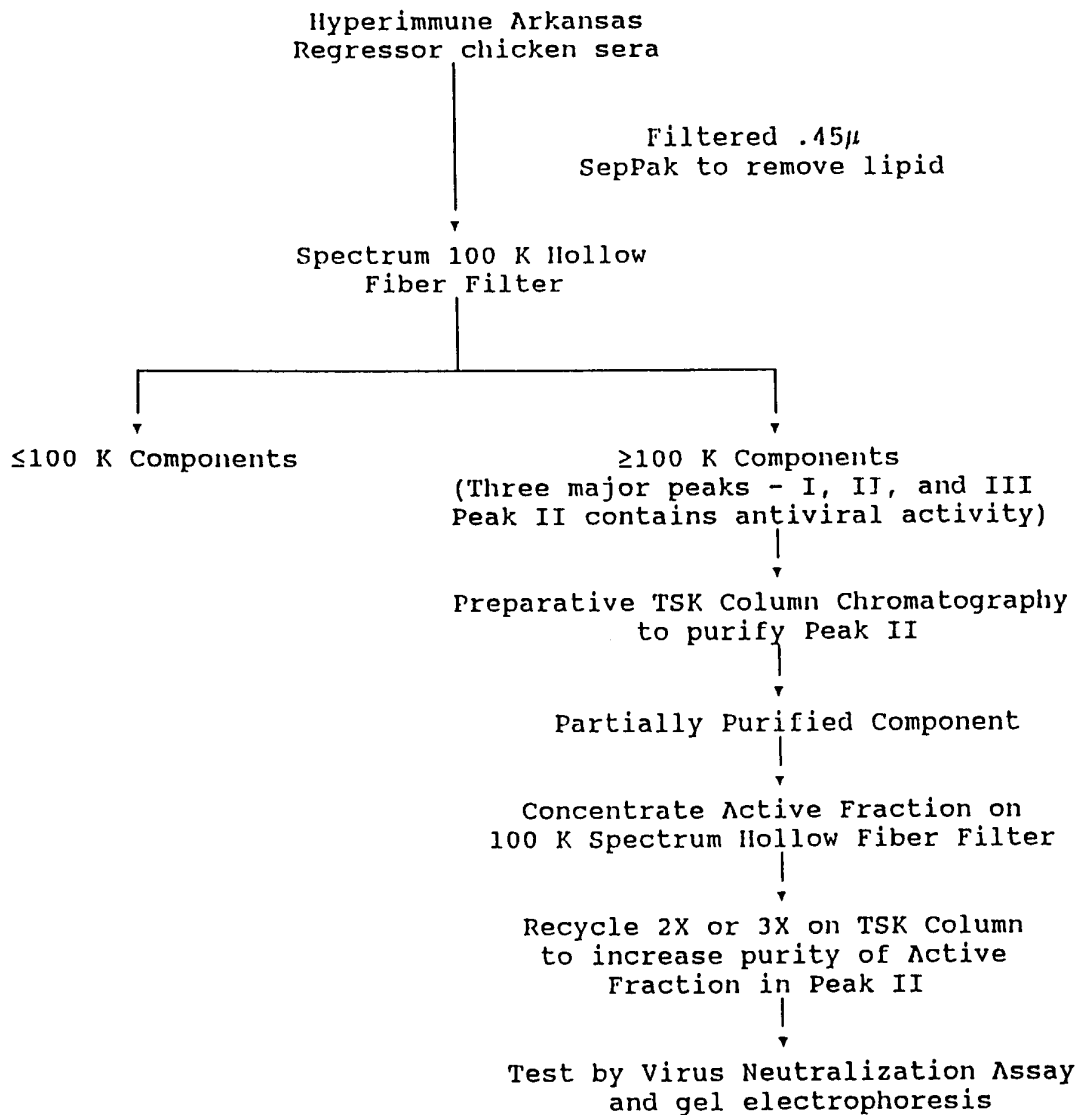 Hyperimmune Arkansas
Regressor chicken sera
Filtered .45μ
SepPak to remove lipid
Spectrum 100 K Hollow
Fiber Filter
≤100 K Components
≥100 K Components
(Three major peaks - I, II, and III
Peak II contains antiviral activity)
Preparative TSK Column Chromatography
to purify Peak II
Partially Purified Component
Concentrate Active Fraction on
100 K Spectrum Hollow Fiber Filter
Recycle 2X or 3X on TSK Column
to increase purity of Active
Fraction in Peak II
Test by Virus Neutralization Assay
and gel electrophoresis